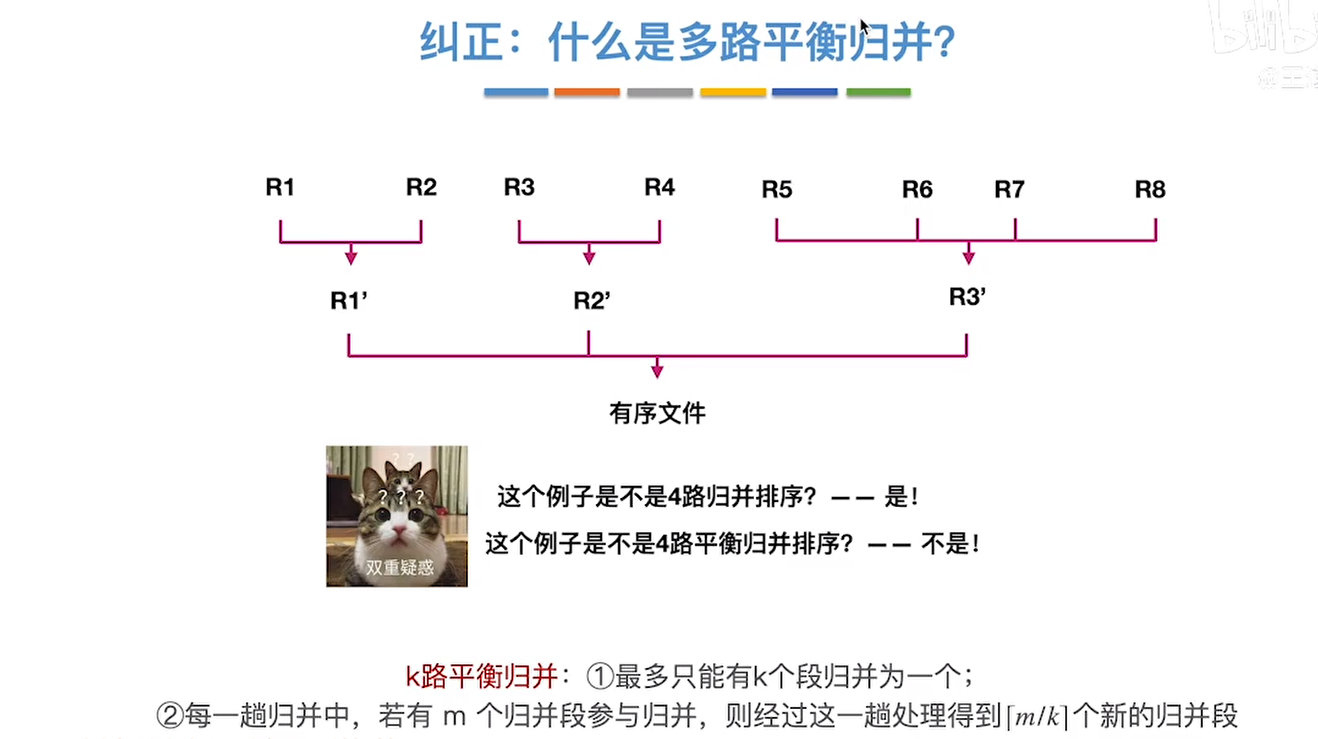 纠正：什么是多路平衡归并？
R1 R2 R3 R4 R5 R6 R7 R8
R1’ R2’ R3’
有序文件
? ?
? ? ?
双重疑惑
这个例子是不是4路归并排序？—— 是！
这个例子是不是4路平衡归并排序？—— 不是！
k路平衡归并：①最多只能有k个段归并为一个；
②每一趟归并中，若有 m 个归并段参与归并，则经过这一趟处理得到⌈m/k⌉个新的归并段